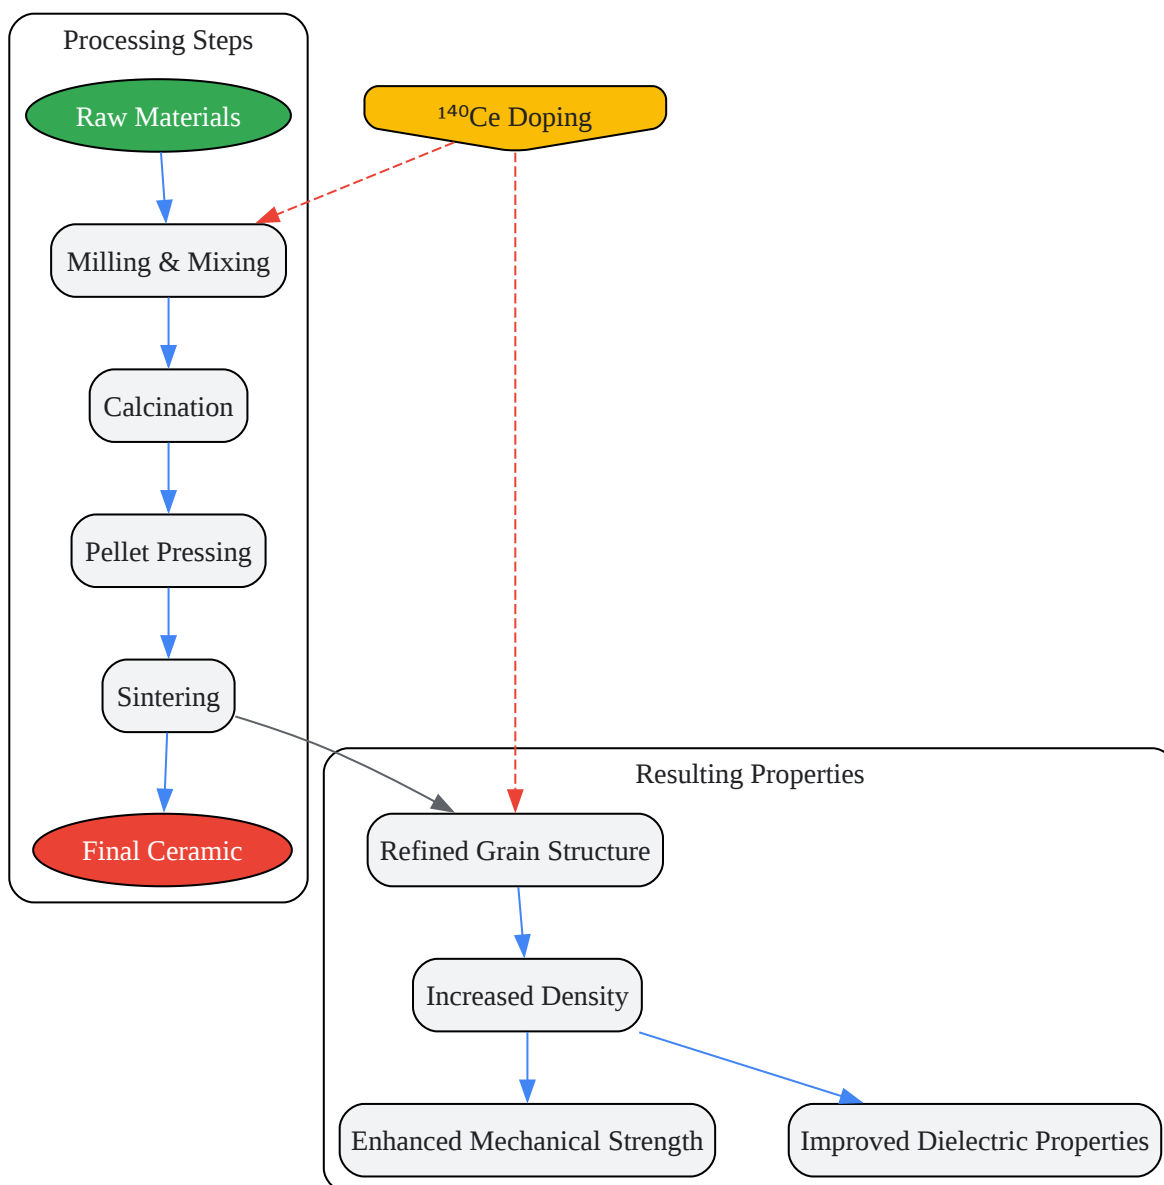 Processing Steps
Raw Materials
¹⁴⁰Ce Doping
Milling & Mixing
Calcination
Pellet Pressing
Sintering
Final Ceramic
Resulting Properties
Refined Grain Structure
Increased Density
Enhanced Mechanical Strength
Improved Dielectric Properties